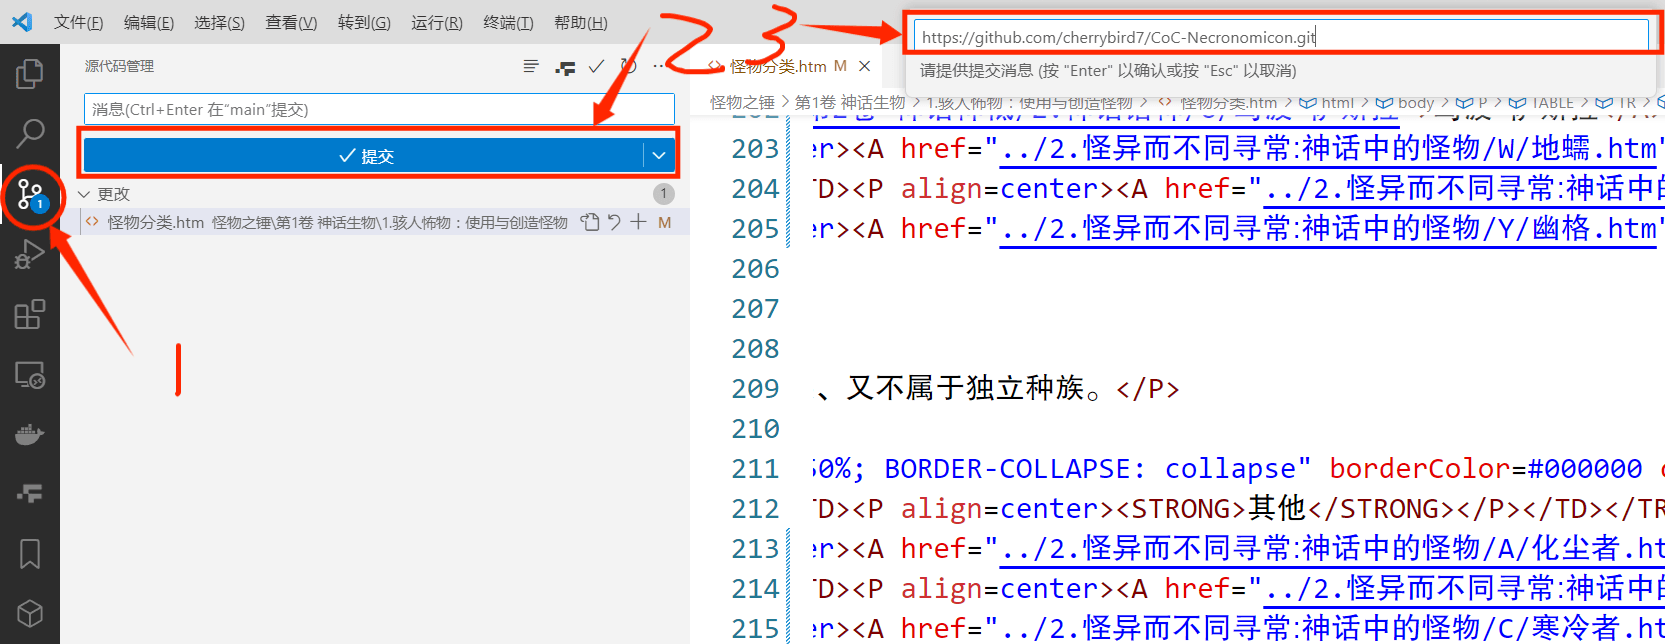 文件(F) 编辑(E) 选择(S) 查看(V) 转到(G) 运行(R) 终端(T) 帮助(H)
2
3
https://github.com/cherrybird7/CoC-Necronomicon.git
请提供提交消息 (按 "Enter" 以确认或按 "Esc" 以取消)
源代码管理
怪物分类.htm M
消息(Ctrl+Enter 在“main”提交)
提交
更改 1
怪物分类.htm 怪物之锤\第1卷 神话生物\1.骇人怖物：使用与创造怪物 M
1
1
怪物之锤 > 第1卷 神话生物 > 1.骇人怖物：使用与创造怪物 > 怪物分类.htm > html > body > P > TABLE > TR >
203 er><A href="../2.怪异而不同寻常:神话中的怪物/W/地蠕.htm"
204 TD><P align=center><A href="../2.怪异而不同寻常:神话中的
205 er><A href="../2.怪异而不同寻常:神话中的怪物/Y/幽格.htm"
206
207
208
209 、又不属于独立种族。</P>
210
211 50%; BORDER-COLLAPSE: collapse" borderColor=#000000
212 TD><P align=center><STRONG>其他</STRONG></P></TD></TR
213 er><A href="../2.怪异而不同寻常:神话中的怪物/A/化尘者.ht
214 TD><P align=center><A href="../2.怪异而不同寻常:神话中的
215 er><A href="../2.怪异而不同寻常:神话中的怪物/C/寒冷者.ht